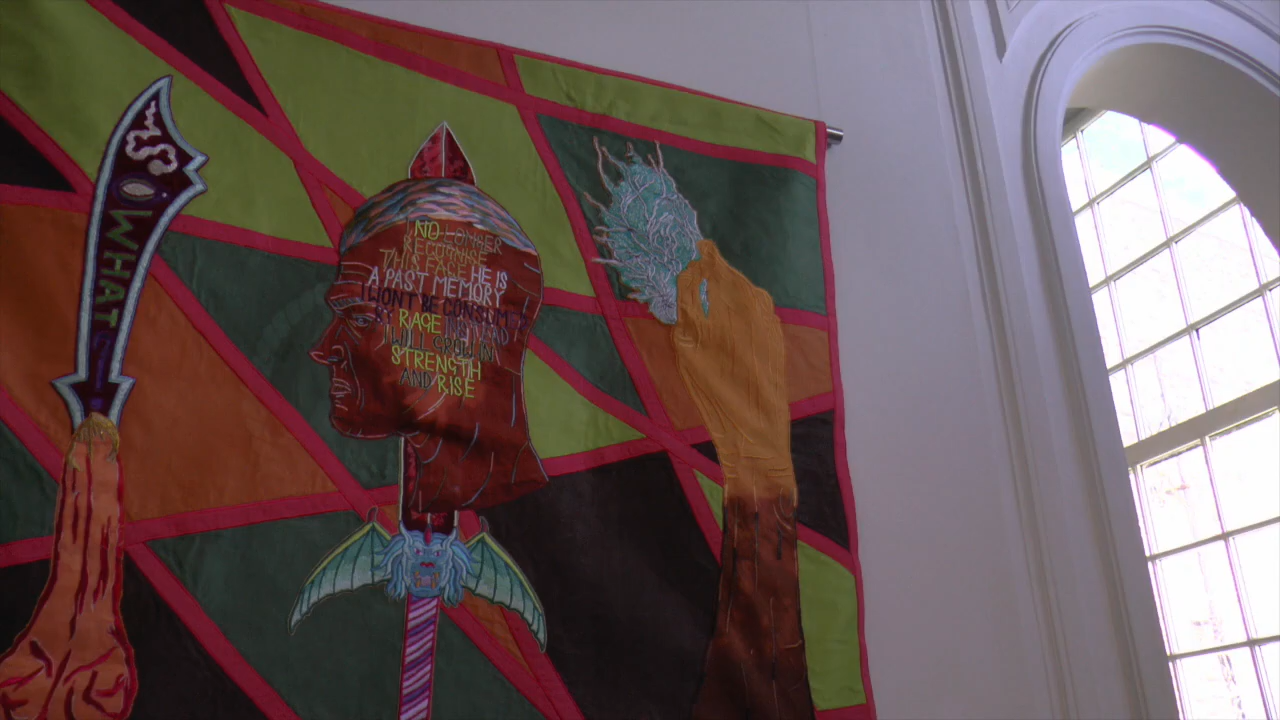 SO WHAT
I NO LONGER
RECOGNISE
THIS FACE HE IS
A PAST MEMORY
I WONT BE CONSUMED
BY RAGE INSTEAD
I WILL GROW IN
STRENGTH
AND RISE